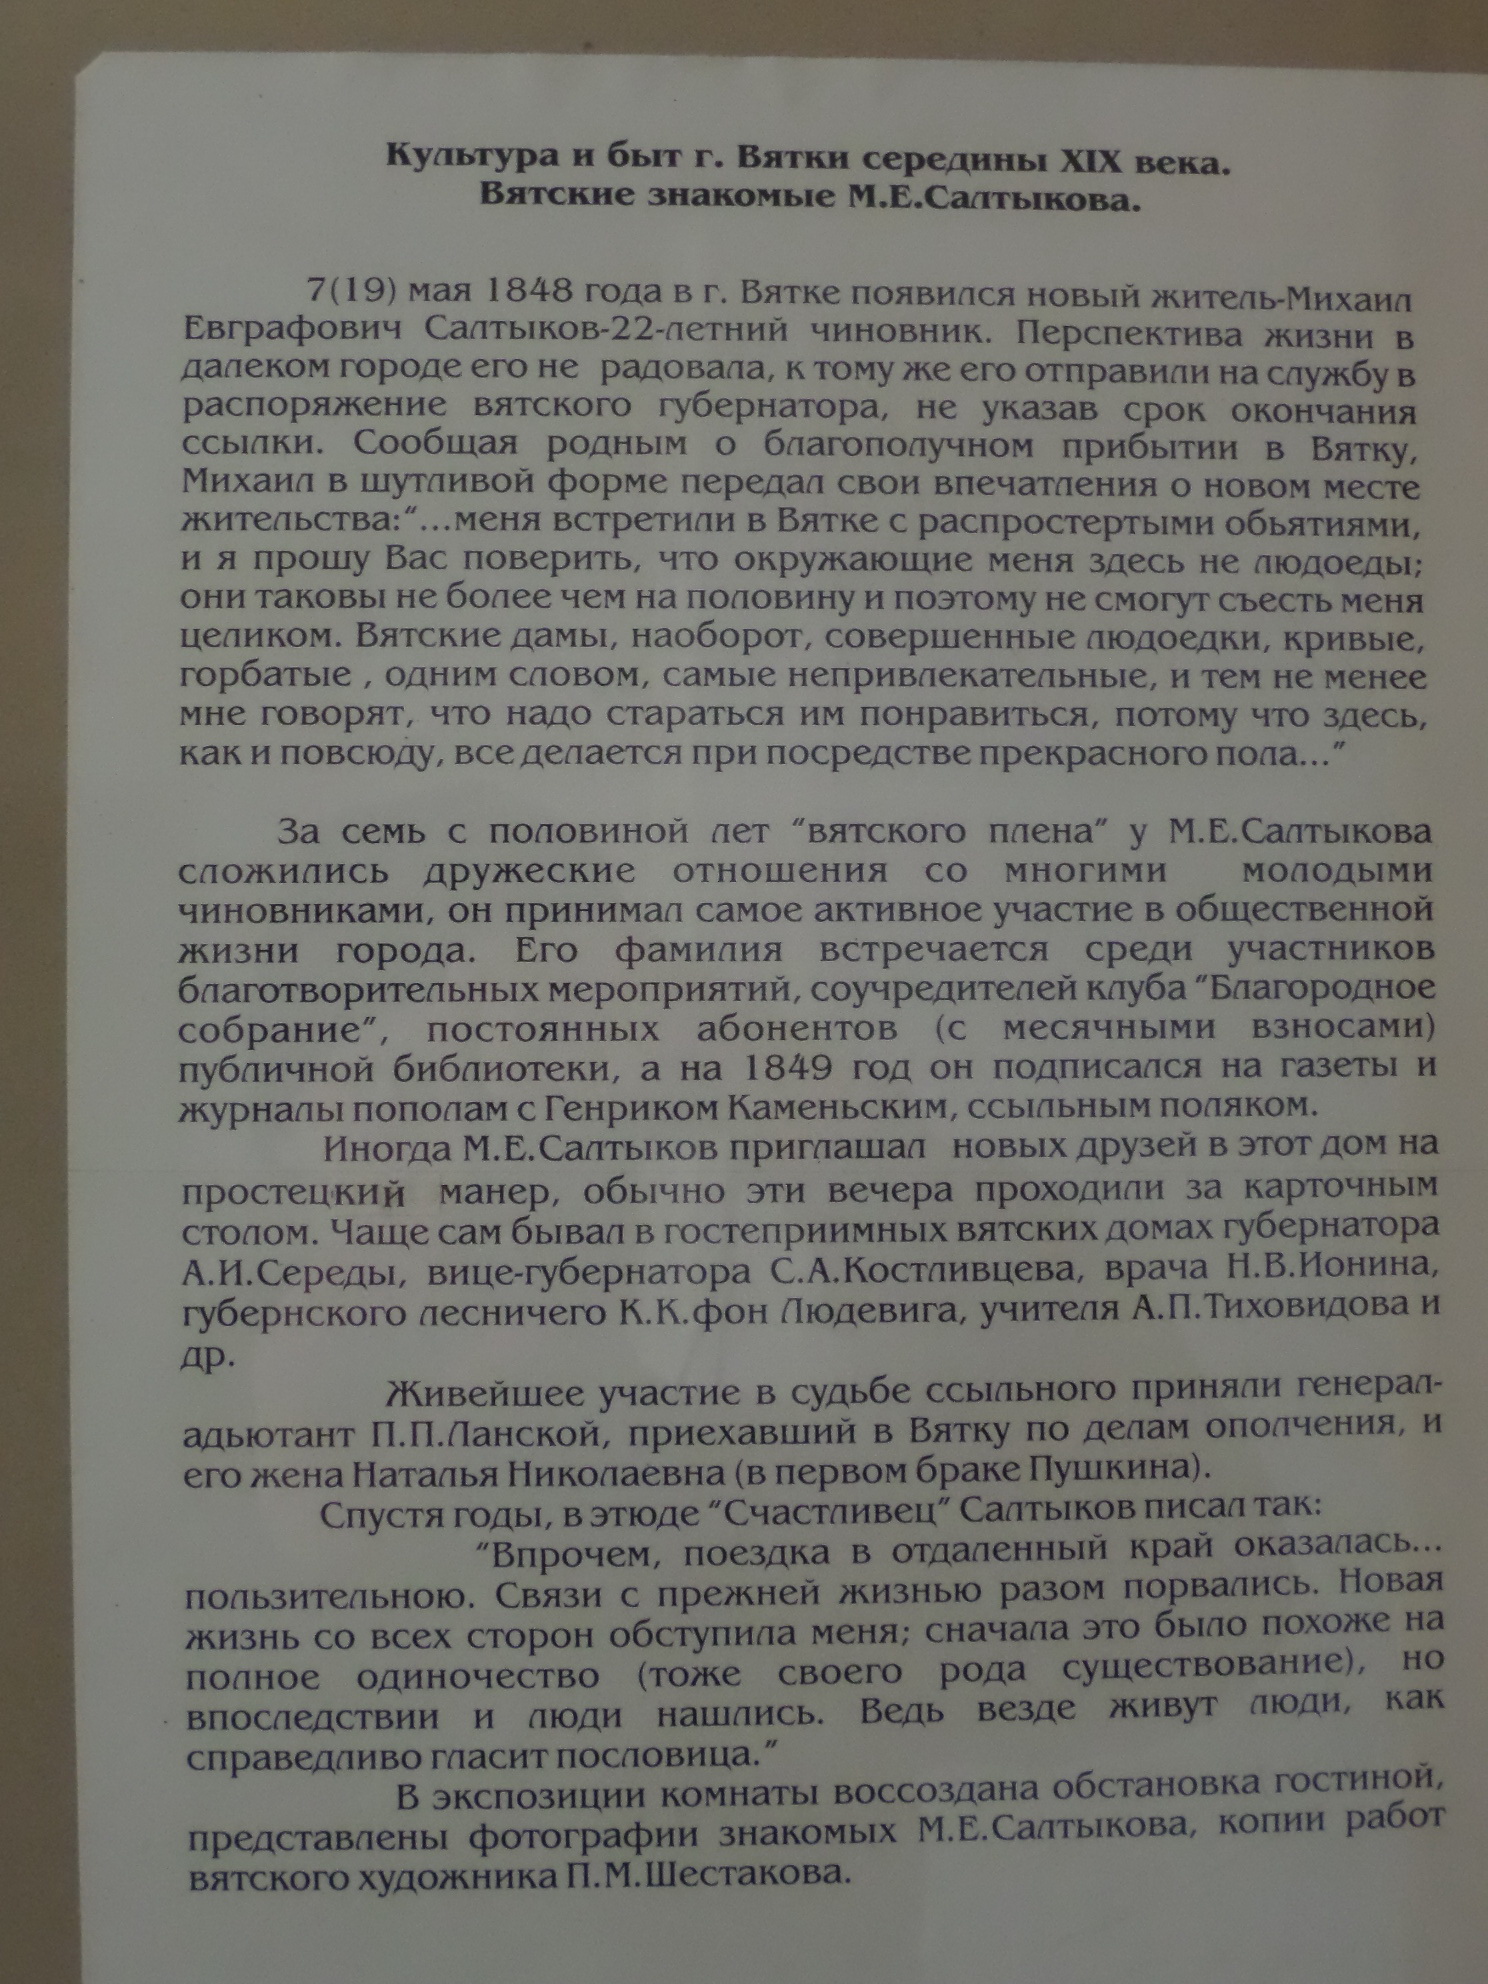 Культура и быт г. Вятки середины XIX века.
Вятские знакомые М.Е.Салтыкова.
7(19) мая 1848 года в г. Вятке появился новый житель-Михаил
Евграфович Салтыков-22-летний чиновник. Перспектива жизни в
далеком городе его не радовала, к тому же его отправили на службу в
распоряжение вятского губернатора, не указав срок окончания
ссылки. Сообщая родным о благополучном прибытии в Вятку,
Михаил в шутливой форме передал свои впечатления о новом месте
жительства:"...меня встретили в Вятке с распростертыми обьятиями,
и я прошу Вас поверить, что окружающие меня здесь не людоеды;
они таковы не более чем на половину и поэтому не смогут съесть меня
целиком. Вятские дамы, наоборот, совершенные людоедки, кривые,
горбатые , одним словом, самые непривлекательные, и тем не менее
мне говорят, что надо стараться им понравиться, потому что здесь,
как и повсюду, все делается при посредстве прекрасного пола..."
За семь с половиной лет "вятского плена" у М.Е.Салтыкова
сложились дружеские отношения со многими молодыми
чиновниками, он принимал самое активное участие в общественной
жизни города. Его фамилия встречается среди участников
благотворительных мероприятий, соучредителей клуба "Благородное
собрание", постоянных абонентов (с месячными взносами)
публичной библиотеки, а на 1849 год он подписался на газеты и
журналы пополам с Генриком Каменьским, ссыльным поляком.
Иногда М.Е.Салтыков приглашал новых друзей в этот дом на
простецкий манер, обычно эти вечера проходили за карточным
столом. Чаще сам бывал в гостеприимных вятских домах губернатора
А.И.Середы, вице-губернатора С.А.Костливцева, врача Н.В.Ионина,
губернского лесничего К.К.фон Людевига, учителя А.П.Тиховидова и
др.
Живейшее участие в судьбе ссыльного приняли генерал-
адьютант П.П.Ланской, приехавший в Вятку по делам ополчения, и
его жена Наталья Николаевна (в первом браке Пушкина).
Спустя годы, в этюде "Счастливец" Салтыков писал так:
"Впрочем, поездка в отдаленный край оказалась...
пользительною. Связи с прежней жизнью разом порвались. Новая
жизнь со всех сторон обступила меня; сначала это было похоже на
полное одиночество (тоже своего рода существование), но
впоследствии и люди нашлись. Ведь везде живут люди, как
справедливо гласит пословица."
В экспозиции комнаты воссоздана обстановка гостиной,
представлены фотографии знакомых М.Е.Салтыкова, копии работ
вятского художника П.М.Шестакова.